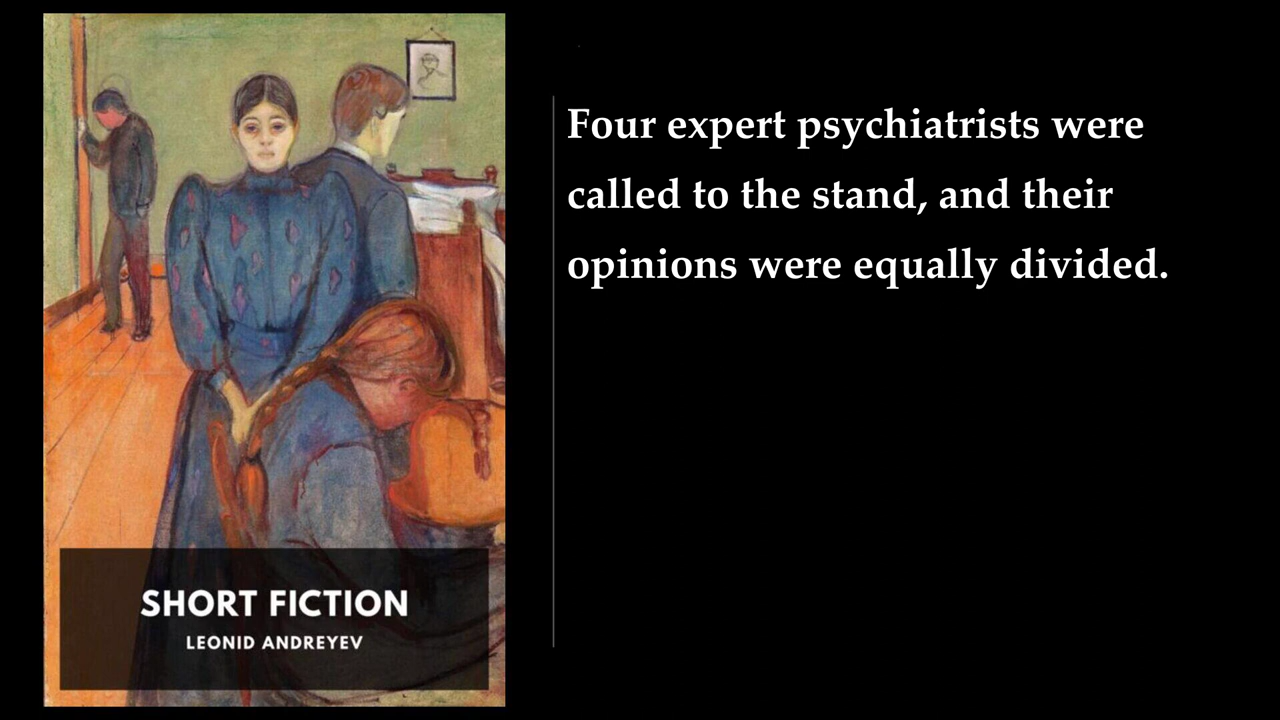 Four expert psychiatrists were
called to the stand, and their
opinions were equally divided.
SHORT FICTION
LEONID ANDREYEV